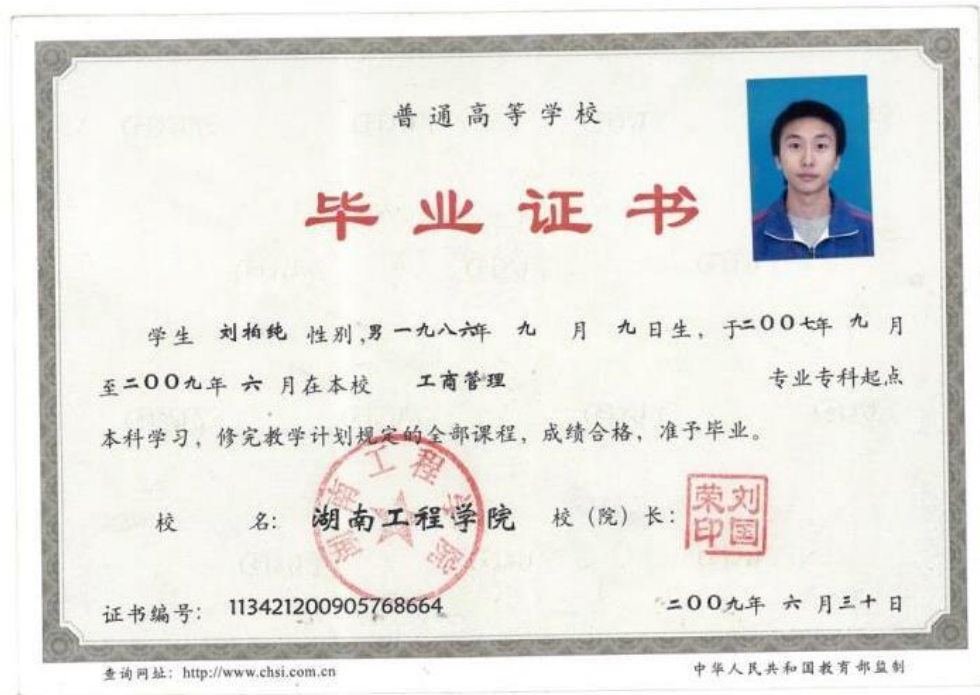 普通高等学校
毕业证书
学生 刘柏纯 性别,男 一九八六年 九 月 九日生，于二〇〇七年 九 月
至二〇〇九年 六 月在本校 工商管理 专业专科起点
本科学习，修完教学计划规定的全部课程，成绩合格，准予毕业。
校 名： 湖南工程学院 校（院）长：
湖南工程学院
刘国荣印
证书编号： 113421200905768664 二〇〇九年 六 月三十日
查询网址：http://www.chsi.com.cn 中华人民共和国教育部监制